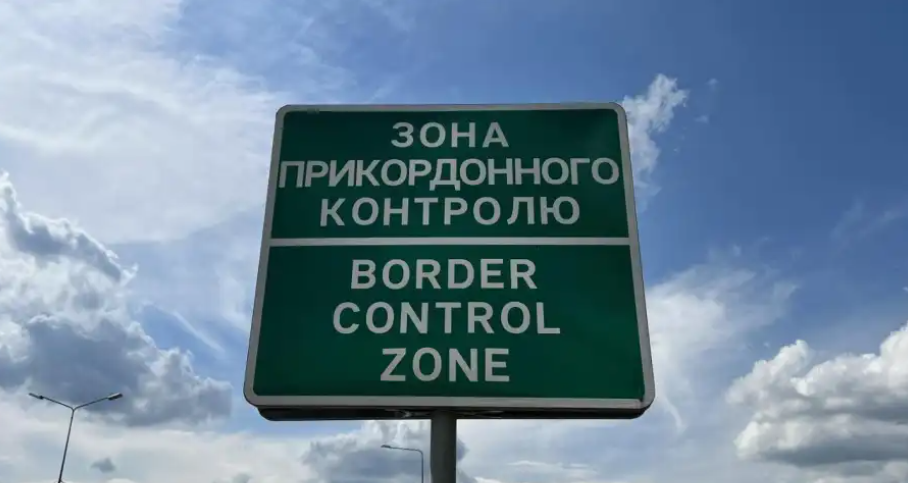 ЗОНА
ПРИКОРДОННОГО
КОНТРОЛЮ
BORDER
CONTROL
ZONE